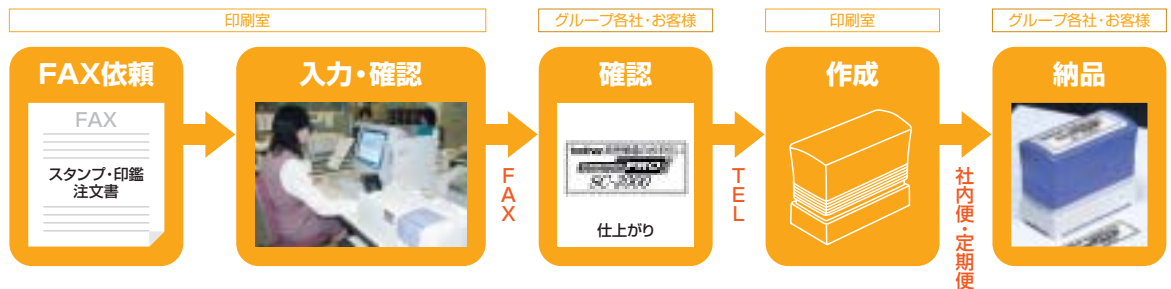 印刷室
グループ各社・お客様
印刷室
グループ各社・お客様
FAX依頼
FAX
スタンプ・印鑑
注文書
入力・確認
FAX
確認
PRO
SC-2000
仕上がり
TEL
作成
社内便・定期便
納品